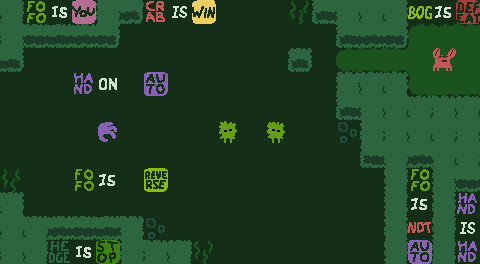 FOFO IS YOU
CRAB IS WIN
BOG IS DEFEAT
HAND ON AUTO
FOFO IS REVERSE
HEDGE IS STOP
FOFO
IS
NOT
AUTO
HAND
IS
HAND